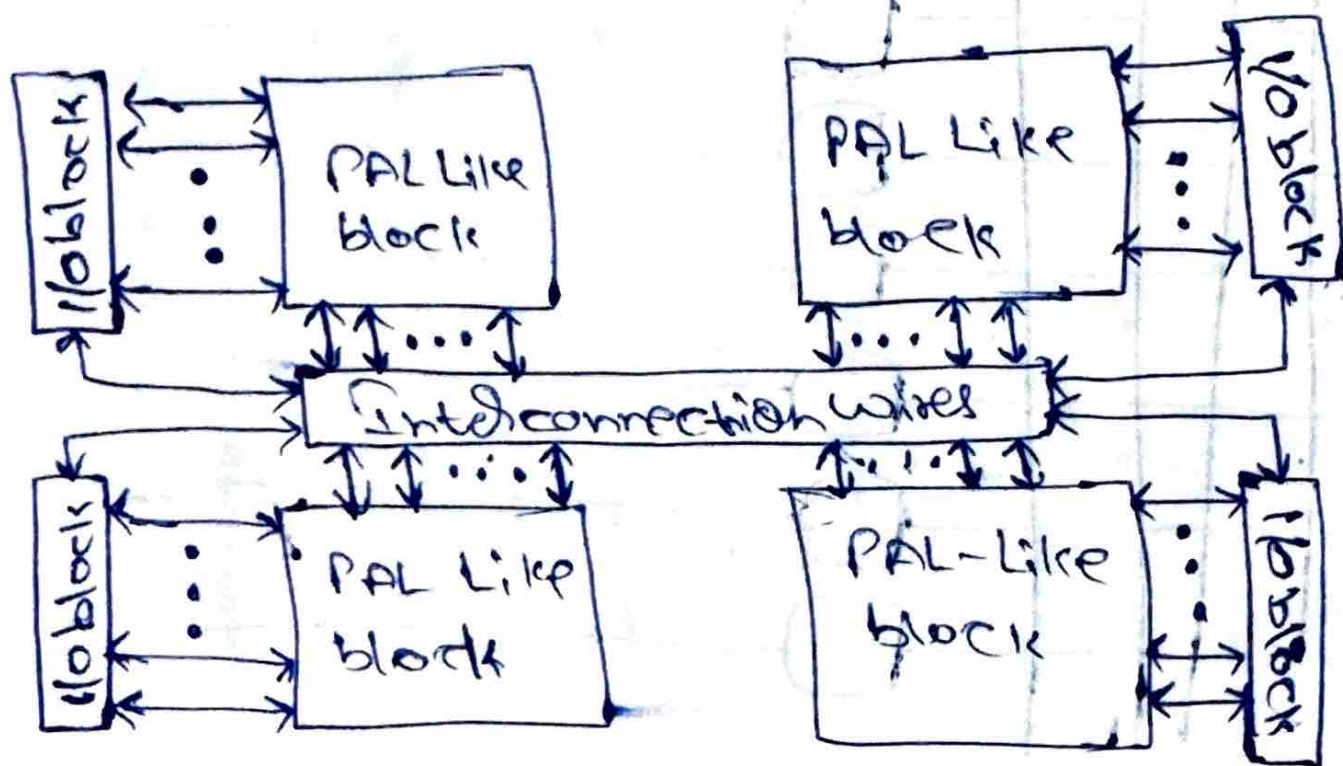 I/o block
PAL Like
block
PAL Like
block
I/o block
Interconnection wires
I/o block
PAL Like
block
PAL-Like
block
I/o block